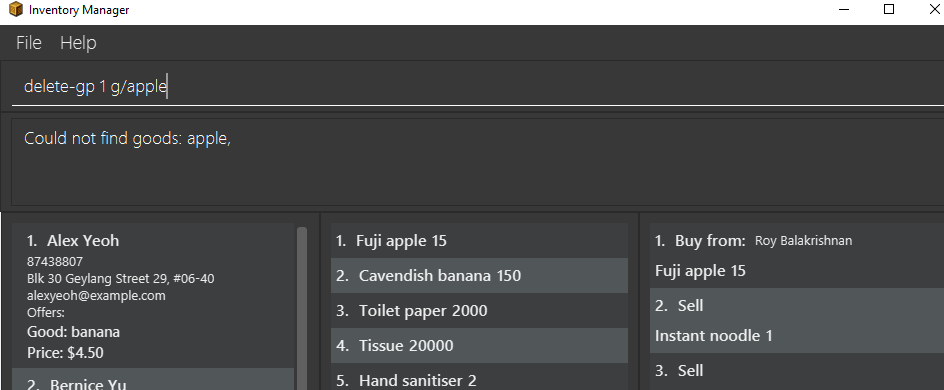 Inventory Manager
File Help
delete-gp 1 g/apple
Could not find goods: apple,
1. Alex Yeoh
87438807
Blk 30 Geylang Street 29, #06-40
alexyeoh@example.com
Offers:
Good: banana
Price: $4.50
2. Bernice Yu
1. Fuji apple 15
2. Cavendish banana 150
3. Toilet paper 2000
4. Tissue 20000
5. Hand sanitiser 2
1. Buy from: Roy Balakrishnan
Fuji apple 15
2. Sell
Instant noodle 1
3. Sell